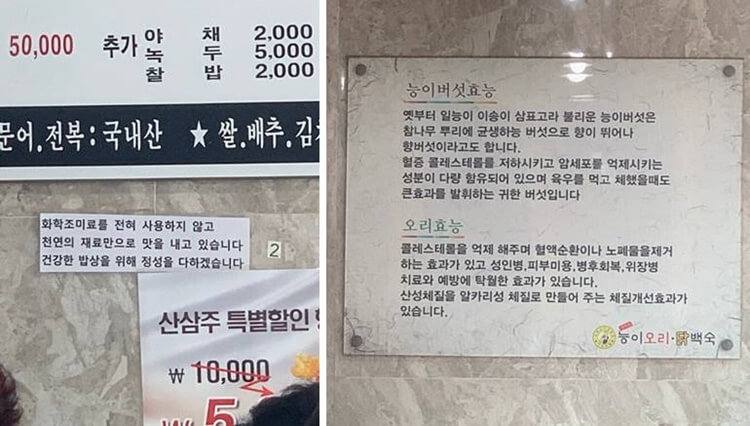 50,000
추가
야 채 2,000
녹 두 5,000
찰 밥 2,000
문어.전복: 국내산 ★ 쌀.배추.김치
화학조미료를 전혀 사용하지 않고
천연의 재료만으로 맛을 내고 있습니다
건강한 밥상을 위해 정성을 다하겠습니다
2
산삼주 특별할인
₩ 10,000
₩ 5
능이버섯효능
옛부터 일능이 이송이 삼표고라 불리운 능이버섯은
참나무 뿌리에 균생하능 버섯으로 향이 뛰어나
향버섯이라고도 합니다.
혈증 콜레스테롤를 저하시키고 암세포를 억제시키는
성분이 다량 함유되어 있으며 육우를 먹고 체했을때도
큰효과를 발휘하는 귀한 버섯입니다
오리효능
콜레스테롤을 억제 해주며 혈액순환이나 노폐물을제거
하는 효과가 있고 성인병,피부미용,병후회복,위장병
치료와 예방에 탁월한 효과가 있습니다.
산성체질을 알카리성 체질로 만들어 주는 체질개선효과가
있습니다.
능이오리·닭백숙